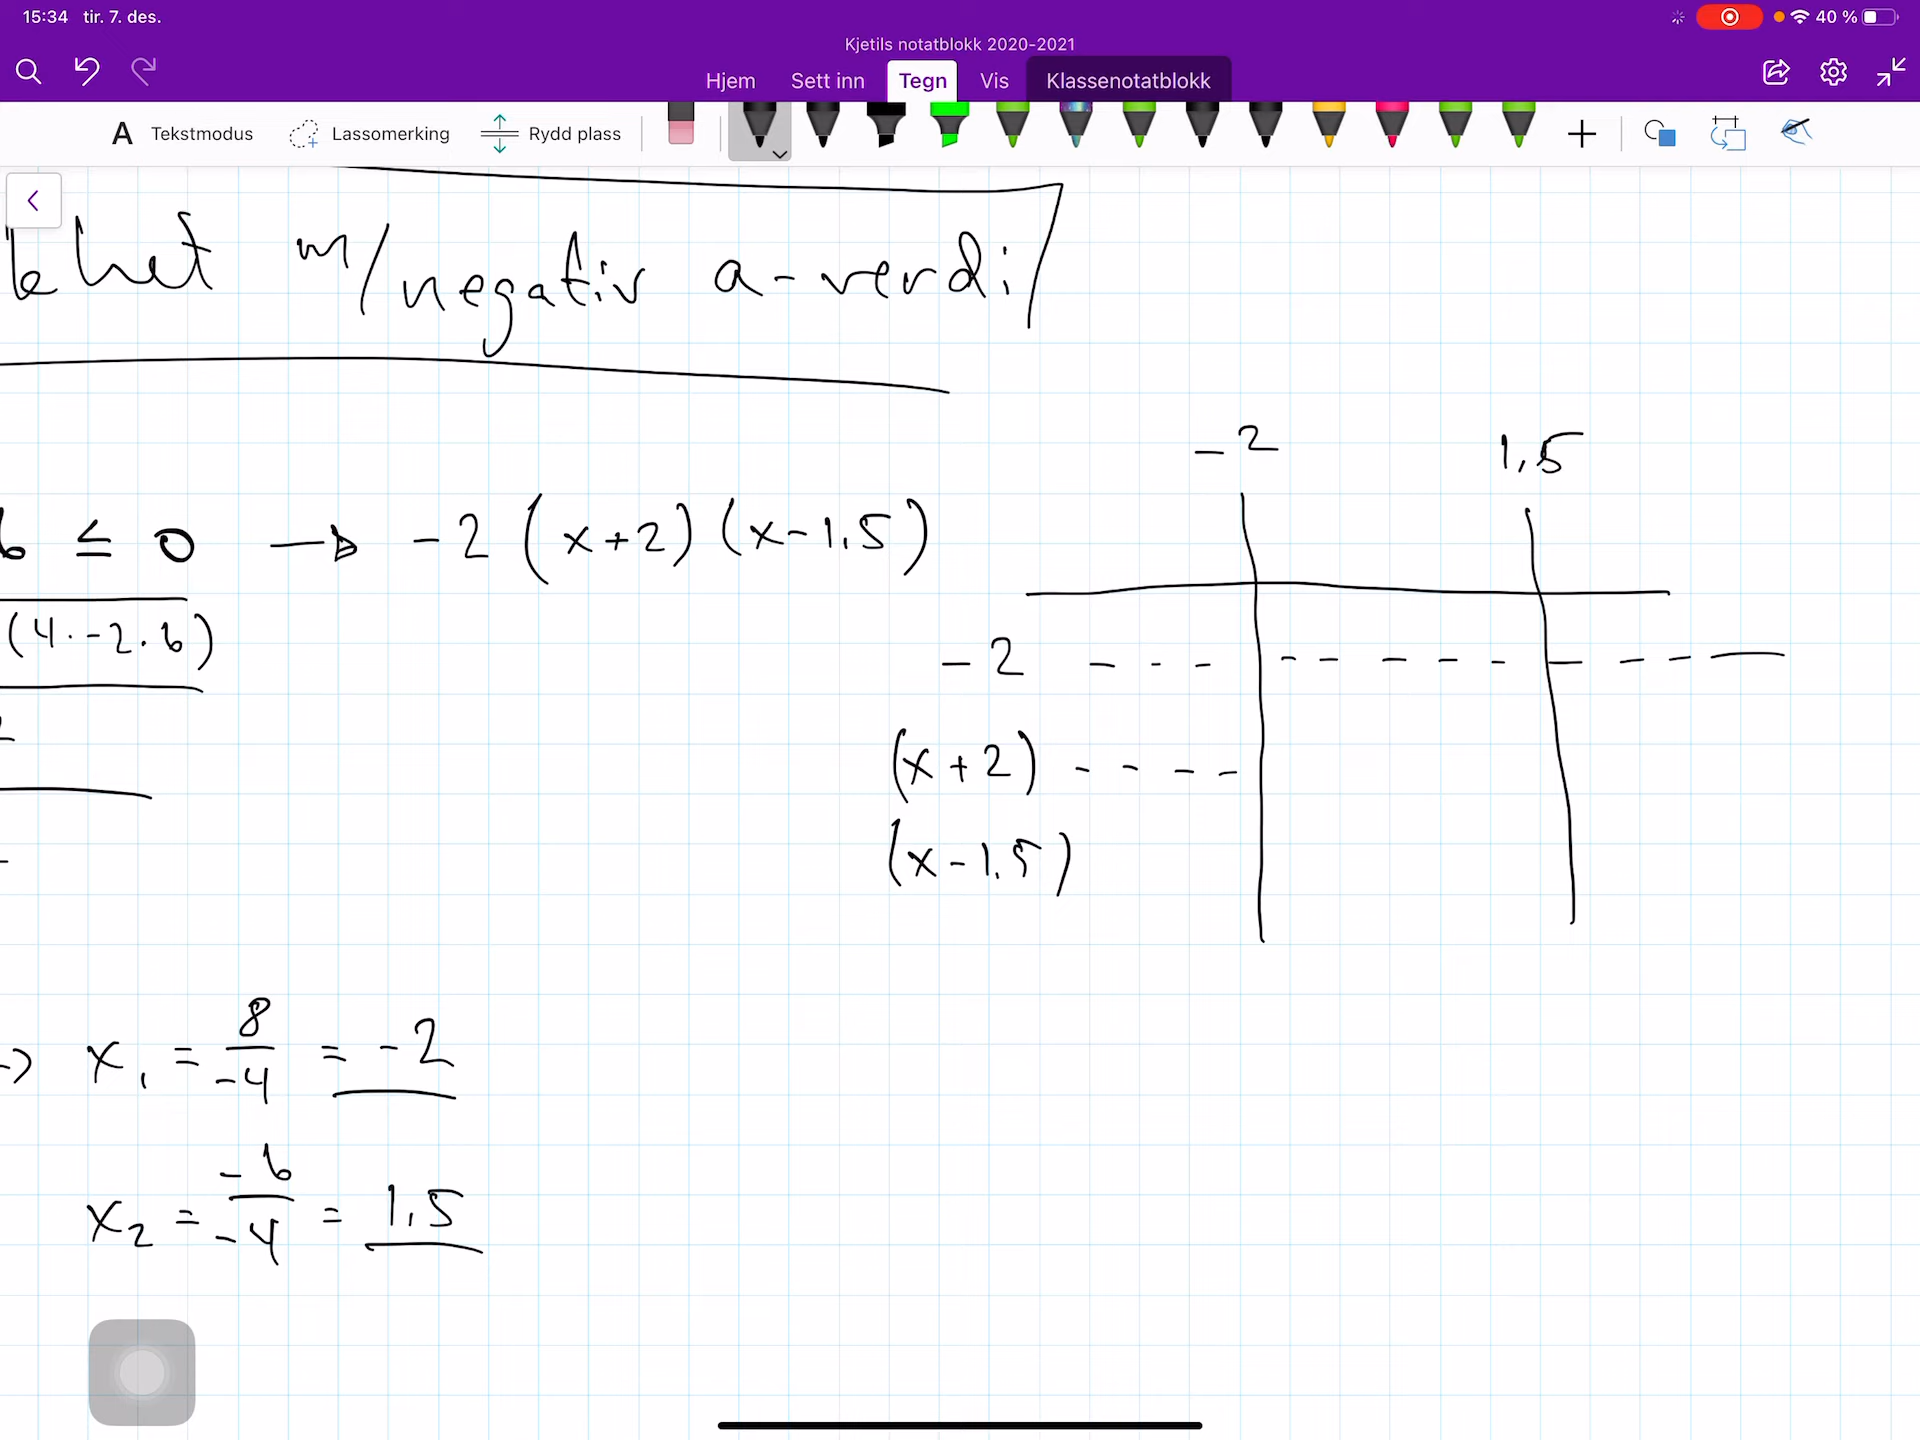 15:34 tir. 7. des. 40 %
Kjetils notatblokk 2020-2021
Hjem Sett inn Tegn Vis Klassenotatblokk
A Tekstmodus Lassomerking Rydd plass
khet m/negativ a-verdi
-2 1,5
6 ≤ 0 → -2 (x+2)(x-1,5)
(4·-2·6)
-2 --- ----- ----
(x+2) ----
(x-1,5)
→ x₁ = 8/-4 = -2
x₂ = -6/-4 = 1,5